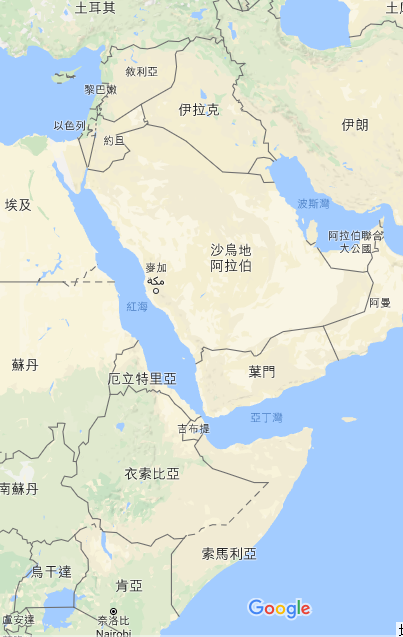 土耳其
敘利亞
黎巴嫩
伊拉克
以色列
約旦
伊朗
埃及
波斯灣
阿拉伯聯合
大公國
沙烏地
阿拉伯
麥加
مكة
紅海
阿曼
蘇丹
葉門
厄立特里亞
亞丁灣
吉布提
衣索比亞
南蘇丹
索馬利亞
烏干達
肯亞
Google
盧安達
奈洛比
Nairobi